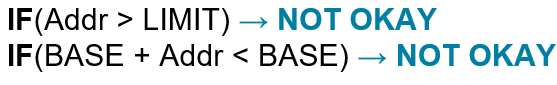 IF(Addr > LIMIT) → NOT OKAY
IF(BASE + Addr < BASE) → NOT OKAY